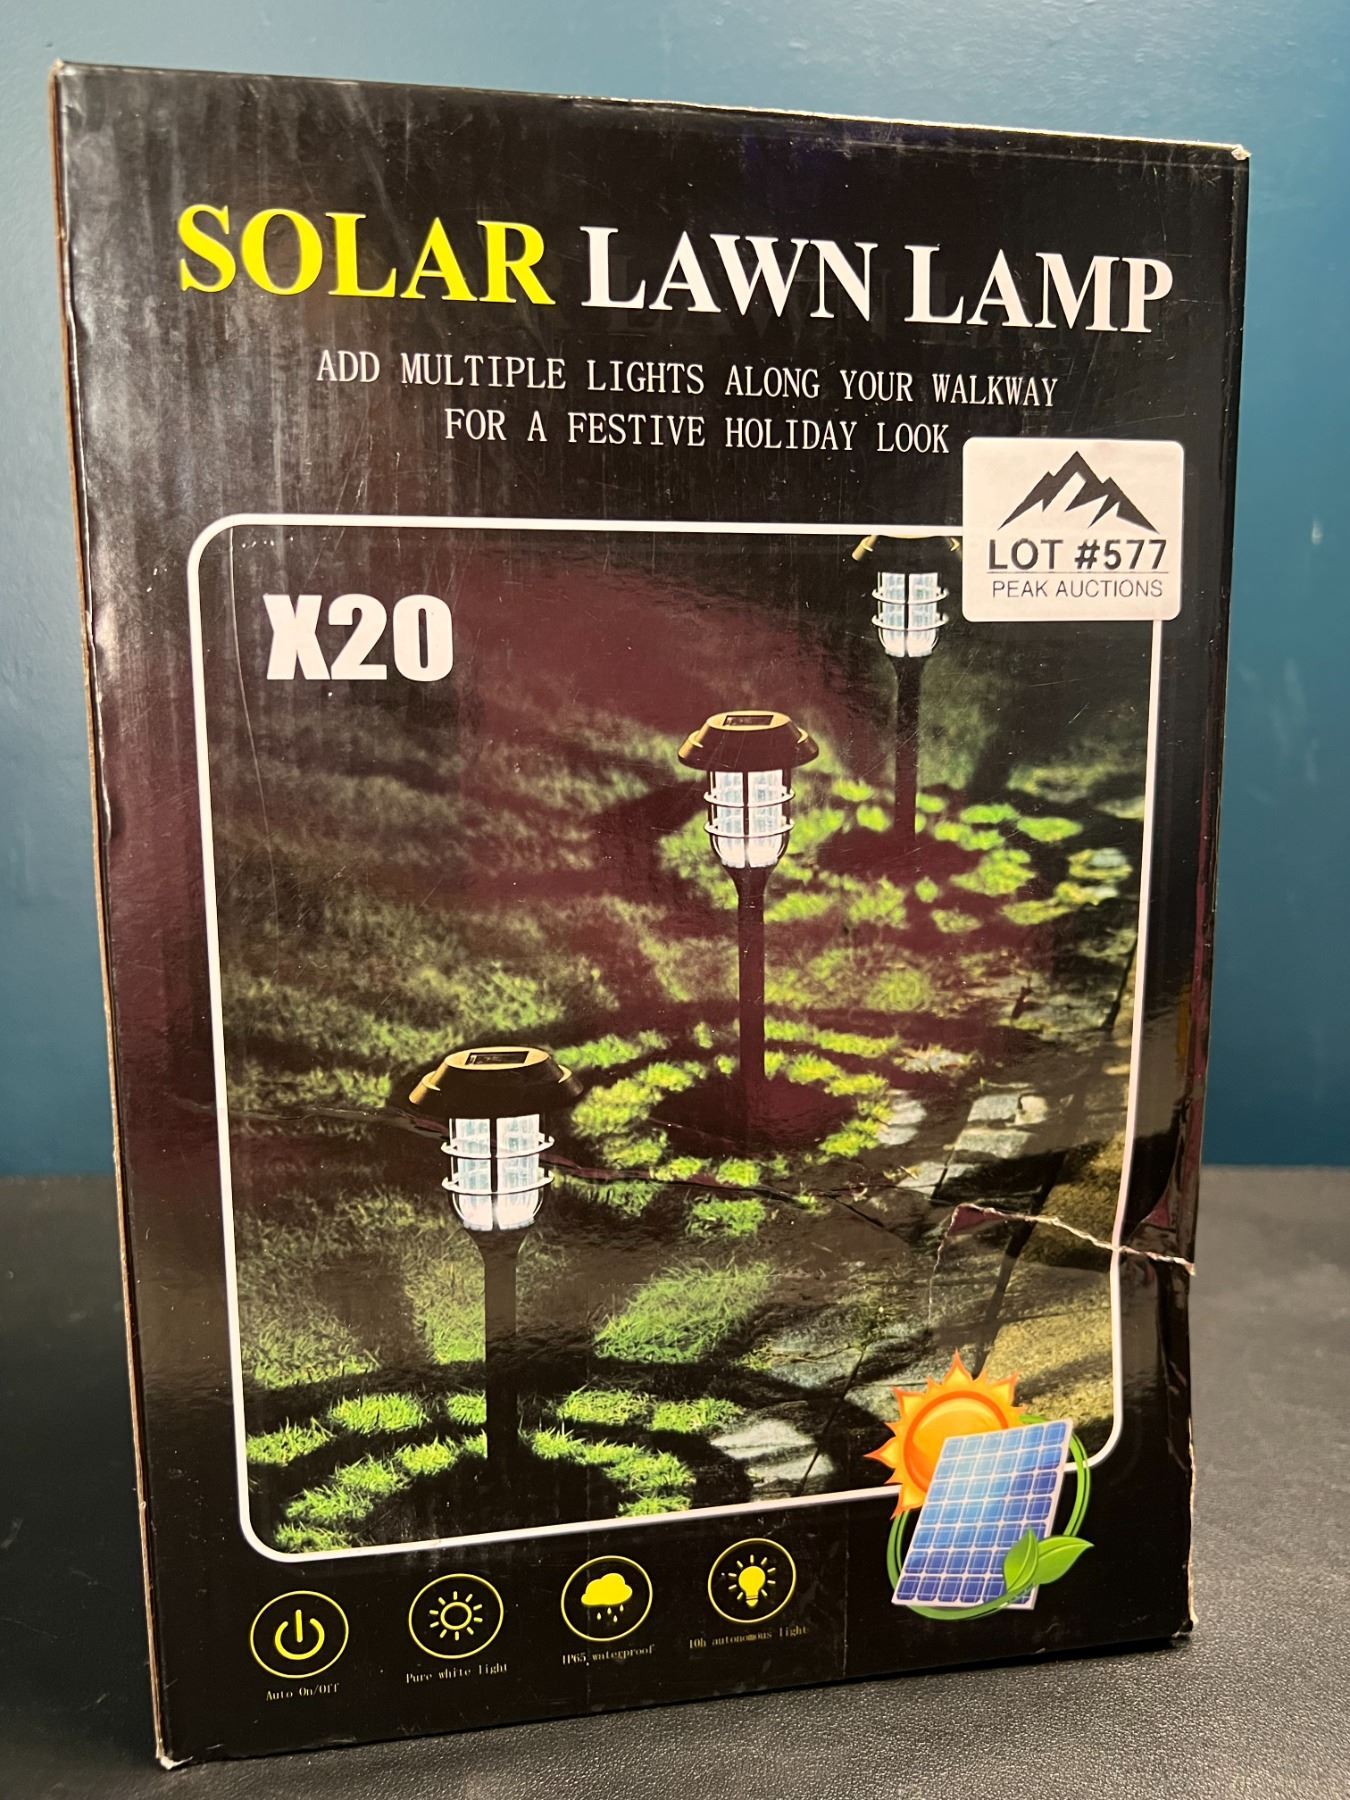 SOLAR LAWN LAMP
ADD MULTIPLE LIGHTS ALONG YOUR WALKWAY
FOR A FESTIVE HOLIDAY LOOK
LOT #577
PEAK AUCTIONS
X20
Auto On/Off
Pure white light
IP65 waterproof
10h autonomous light